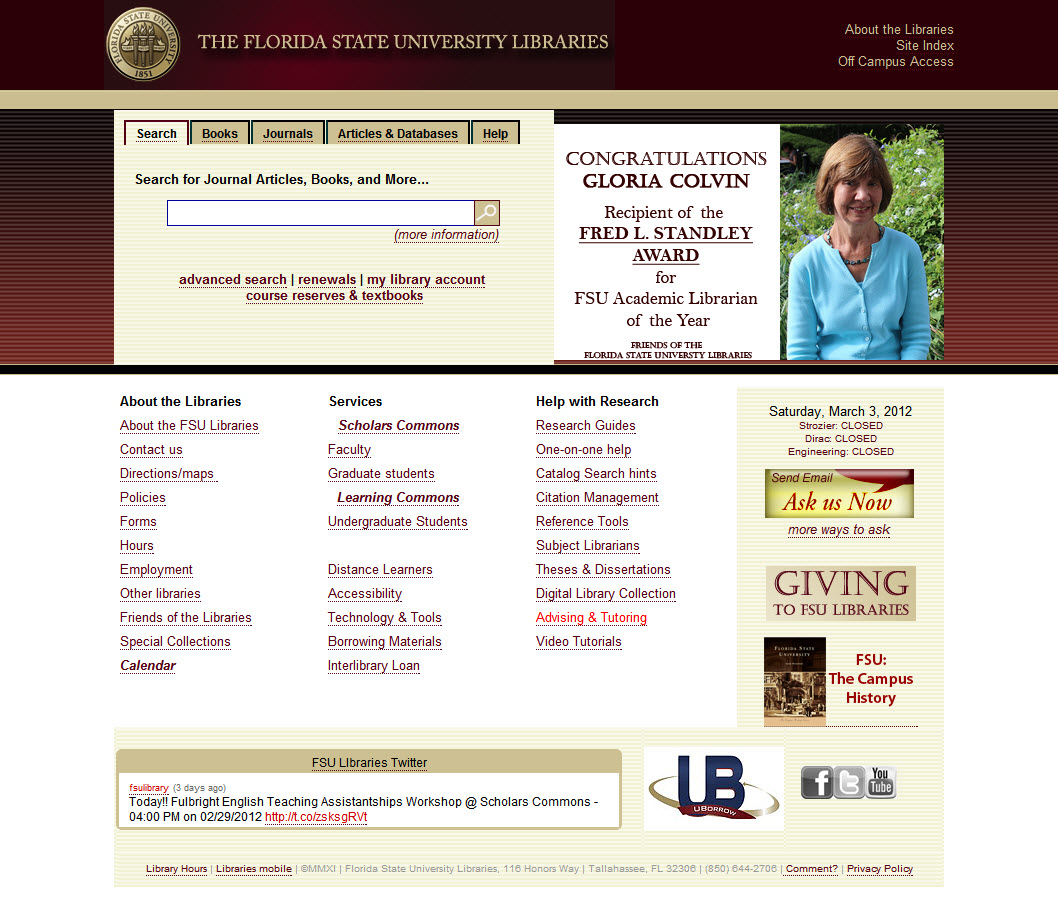 FLORIDA STATE UNIVERSITY
1851
THE FLORIDA STATE UNIVERSITY LIBRARIES
About the Libraries
Site Index
Off Campus Access
Search
Books
Journals
Articles & Databases
Help
Search for Journal Articles, Books, and More...
(more information)
advanced search | renewals | my library account
course reserves & textbooks
CONGRATULATIONS
GLORIA COLVIN
Recipient of the
FRED L. STANDLEY
AWARD
for
FSU Academic Librarian
of the Year
FRIENDS OF THE
FLORIDA STATE UNIVERSTY LIBRARIES
About the Libraries
About the FSU Libraries
Contact us
Directions/maps
Policies
Forms
Hours
Employment
Other libraries
Friends of the Libraries
Special Collections
Calendar
Services
Scholars Commons
Faculty
Graduate students
Learning Commons
Undergraduate Students
Distance Learners
Accessibility
Technology & Tools
Borrowing Materials
Interlibrary Loan
Help with Research
Research Guides
One-on-one help
Catalog Search hints
Citation Management
Reference Tools
Subject Librarians
Theses & Dissertations
Digital Library Collection
Advising & Tutoring
Video Tutorials
Saturday, March 3, 2012
Strozier: CLOSED
Dirac: CLOSED
Engineering: CLOSED
Send Email
Ask us Now
more ways to ask
GIVING
TO FSU LIBRARIES
FLORIDA STATE
UNIVERSITY
FSU:
The Campus
History
FSU LIbraries Twitter
fsulibrary (3 days ago)
Today!! Fulbright English Teaching Assistantships Workshop @ Scholars Commons -
04:00 PM on 02/29/2012 http://t.co/zsksgRVt
UB
UBORROW
f
t
You
Tube
Library Hours | Libraries mobile | ©MMXI | Florida State University Libraries, 116 Honors Way | Tallahassee, FL 32306 | (850) 644-2706 | Comment? | Privacy Policy